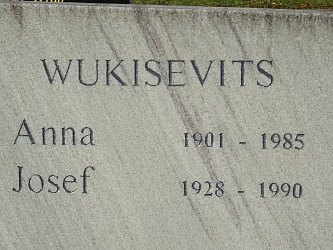 WUKISEVITS
Anna 1901 - 1985
Josef 1928 - 1990